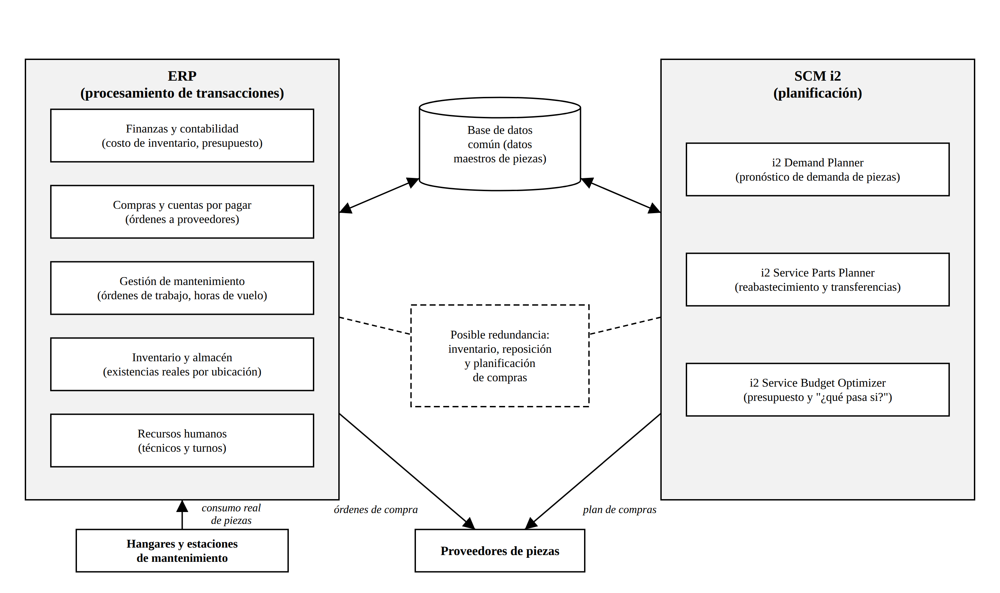 ERP
(procesamiento de transacciones)
Finanzas y contabilidad
(costo de inventario, presupuesto)
Compras y cuentas por pagar
(órdenes a proveedores)
Gestión de mantenimiento
(órdenes de trabajo, horas de vuelo)
Inventario y almacén
(existencias reales por ubicación)
Recursos humanos
(técnicos y turnos)
Base de datos
común (datos
maestros de piezas)
Posible redundancia:
inventario, reposición
y planificación
de compras
SCM i2
(planificación)
i2 Demand Planner
(pronóstico de demanda de piezas)
i2 Service Parts Planner
(reabastecimiento y transferencias)
i2 Service Budget Optimizer
(presupuesto y "¿qué pasa si?")
consumo real
de piezas
órdenes de compra
plan de compras
Hangares y estaciones
de mantenimiento
Proveedores de piezas